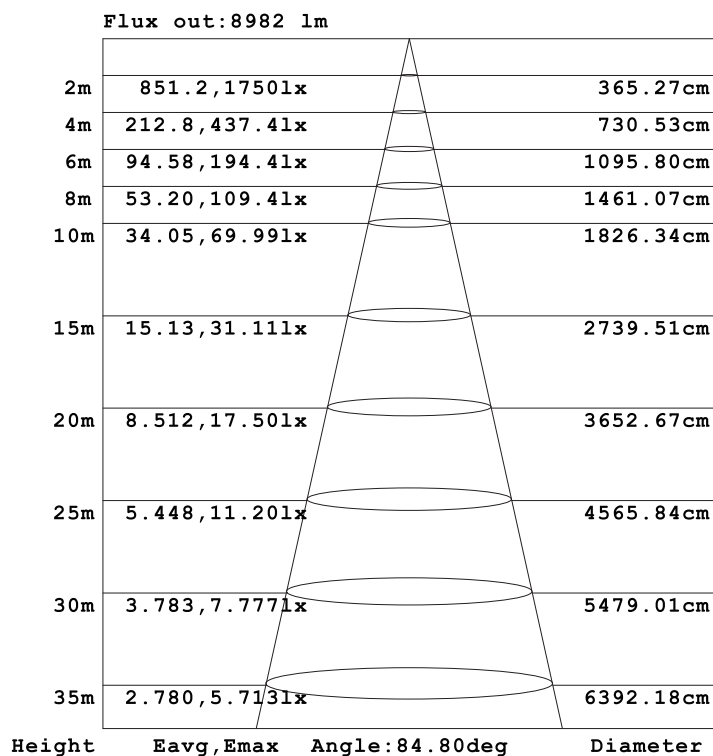 Flux out:8982 lm
2m 851.2,1750lx 365.27cm
4m 212.8,437.4lx 730.53cm
6m 94.58,194.4lx 1095.80cm
8m 53.20,109.4lx 1461.07cm
10m 34.05,69.99lx 1826.34cm
15m 15.13,31.11lx 2739.51cm
20m 8.512,17.50lx 3652.67cm
25m 5.448,11.20lx 4565.84cm
30m 3.783,7.777lx 5479.01cm
35m 2.780,5.713lx 6392.18cm
Height Eavg,Emax Angle:84.80deg Diameter